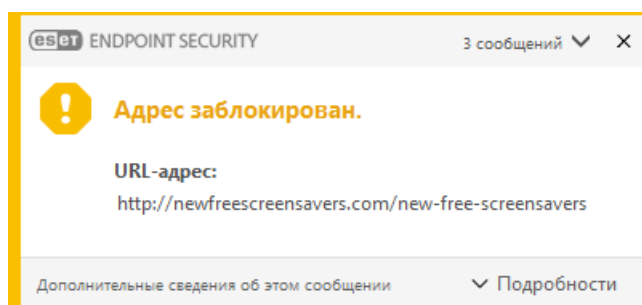 eset ENDPOINT SECURITY 3 сообщений
Адрес заблокирован.
URL-адрес:
http://newfreescreensavers.com/new-free-screensavers
Дополнительные сведения об этом сообщении Подробности